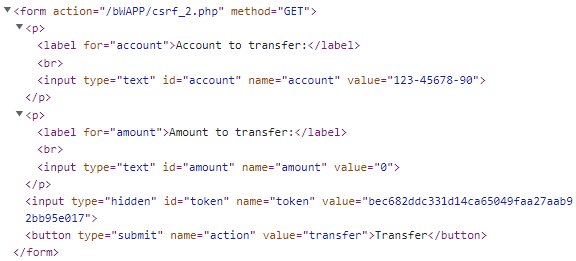 <form action="/bWAPP/csrf_2.php" method="GET">
<p>
<label for="account">Account to transfer:</label>
<br>
<input type="text" id="account" name="account" value="123-45678-90">
</p>
<p>
<label for="amount">Amount to transfer:</label>
<br>
<input type="text" id="amount" name="amount" value="0">
</p>
<input type="hidden" id="token" name="token" value="bec682ddc331d14ca65049faa27aab9
2bb95e017">
<button type="submit" name="action" value="transfer">Transfer</button>
</form>